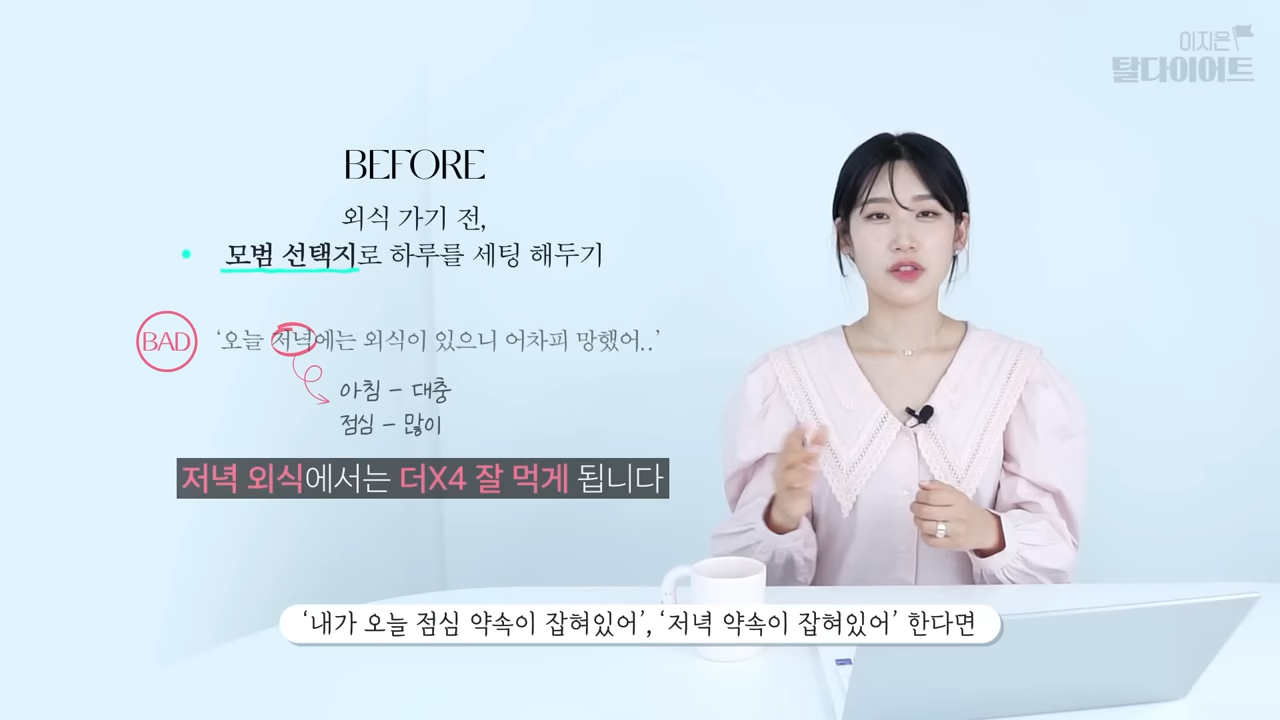 이지은
탈다이어트
BEFORE
외식 가기 전,
모범 선택지로 하루를 세팅 해두기
BAD
‘오늘 저녁에는 외식이 있으니 어차피 망했어..’
아침 – 대충
점심 – 많이
저녁 외식에서는 더X4 잘 먹게 됩니다
‘내가 오늘 점심 약속이 잡혀있어’, ‘저녁 약속이 잡혀있어’ 한다면